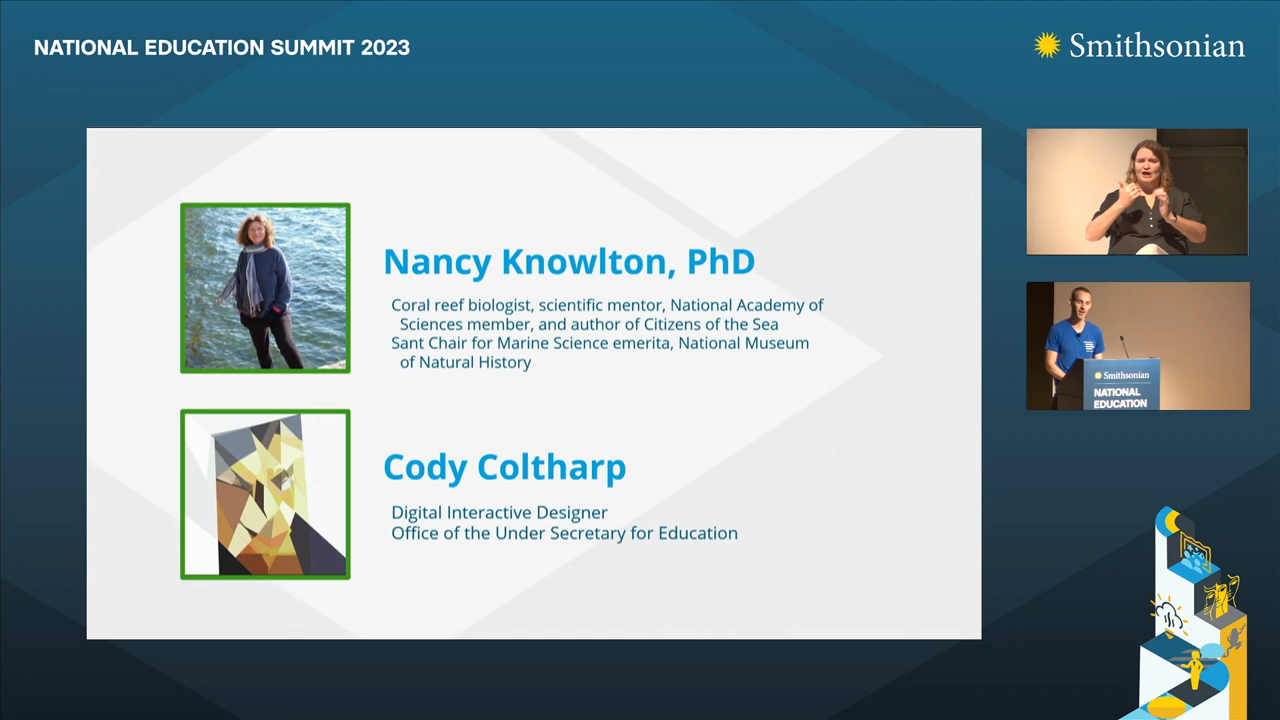 NATIONAL EDUCATION SUMMIT 2023
Smithsonian
Nancy Knowlton, PhD
Coral reef biologist, scientific mentor, National Academy of
Sciences member, and author of Citizens of the Sea
Sant Chair for Marine Science emerita, National Museum
of Natural History
Cody Coltharp
Digital Interactive Designer
Office of the Under Secretary for Education
Smithsonian
NATIONAL
EDUCATION